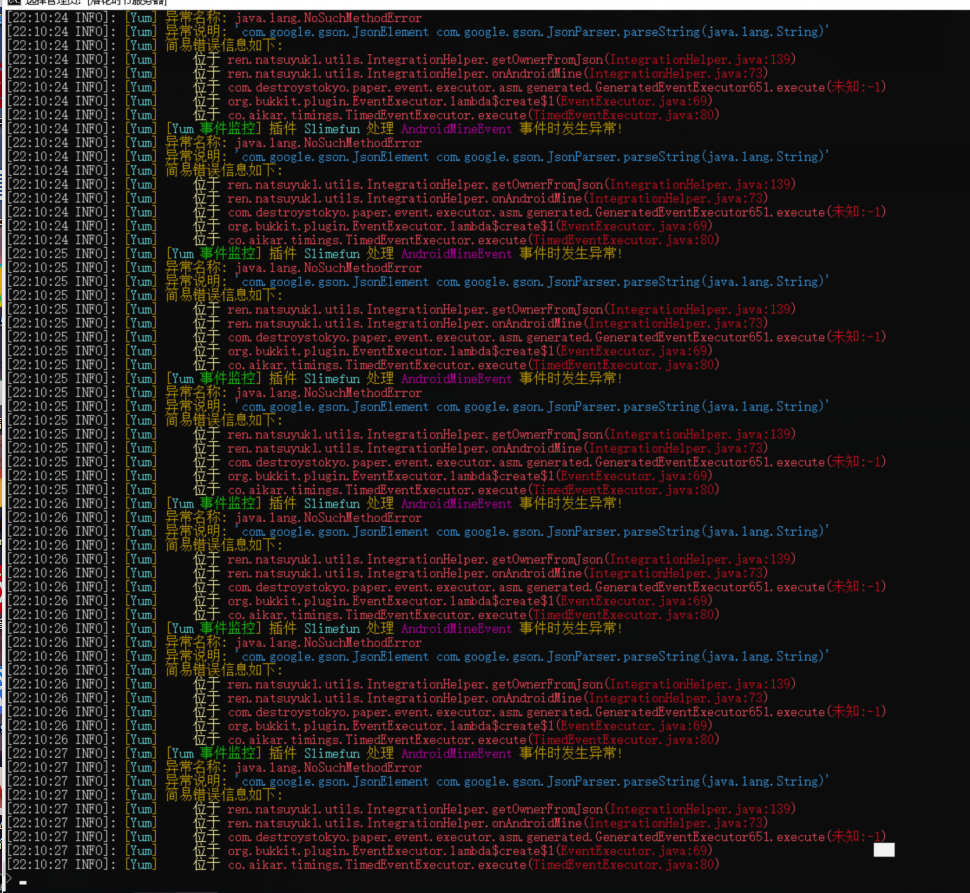 选择管理员:
[22:10:24 INFO]: [Yum] 异常名称: java.lang.NoSuchMethodError
[22:10:24 INFO]: [Yum] 异常说明: 'com.google.gson.JsonElement com.google.gson.JsonParser.parseString(java.lang.String)'
[22:10:24 INFO]: [Yum] 简易错误信息如下:
[22:10:24 INFO]: [Yum] 位于 ren.natsuyuk1.utils.IntegrationHelper.getOwnerFromJson(IntegrationHelper.java:139)
[22:10:24 INFO]: [Yum] 位于 ren.natsuyuk1.utils.IntegrationHelper.onAndroidMine(IntegrationHelper.java:73)
[22:10:24 INFO]: [Yum] 位于 com.destroystokyo.paper.event.executor.asm.generated.GeneratedEventExecutor651.execute(未知:-1)
[22:10:24 INFO]: [Yum] 位于 org.bukkit.plugin.EventExecutor.lambda$create$1(EventExecutor.java:69)
[22:10:24 INFO]: [Yum] 位于 co.aikar.timings.TimedEventExecutor.execute(TimedEventExecutor.java:80)
[22:10:24 INFO]: [Yum] [Yum 事件监控] 插件 Slimefun 处理 AndroidMineEvent 事件时发生异常!
[22:10:24 INFO]: [Yum] 异常名称: java.lang.NoSuchMethodError
[22:10:24 INFO]: [Yum] 异常说明: 'com.google.gson.JsonElement com.google.gson.JsonParser.parseString(java.lang.String)'
[22:10:24 INFO]: [Yum] 简易错误信息如下:
[22:10:24 INFO]: [Yum] 位于 ren.natsuyuk1.utils.IntegrationHelper.getOwnerFromJson(IntegrationHelper.java:139)
[22:10:24 INFO]: [Yum] 位于 ren.natsuyuk1.utils.IntegrationHelper.onAndroidMine(IntegrationHelper.java:73)
[22:10:24 INFO]: [Yum] 位于 com.destroystokyo.paper.event.executor.asm.generated.GeneratedEventExecutor651.execute(未知:-1)
[22:10:24 INFO]: [Yum] 位于 org.bukkit.plugin.EventExecutor.lambda$create$1(EventExecutor.java:69)
[22:10:24 INFO]: [Yum] 位于 co.aikar.timings.TimedEventExecutor.execute(TimedEventExecutor.java:80)
[22:10:25 INFO]: [Yum] [Yum 事件监控] 插件 Slimefun 处理 AndroidMineEvent 事件时发生异常!
[22:10:25 INFO]: [Yum] 异常名称: java.lang.NoSuchMethodError
[22:10:25 INFO]: [Yum] 异常说明: 'com.google.gson.JsonElement com.google.gson.JsonParser.parseString(java.lang.String)'
[22:10:25 INFO]: [Yum] 简易错误信息如下:
[22:10:25 INFO]: [Yum] 位于 ren.natsuyuk1.utils.IntegrationHelper.getOwnerFromJson(IntegrationHelper.java:139)
[22:10:25 INFO]: [Yum] 位于 ren.natsuyuk1.utils.IntegrationHelper.onAndroidMine(IntegrationHelper.java:73)
[22:10:25 INFO]: [Yum] 位于 com.destroystokyo.paper.event.executor.asm.generated.GeneratedEventExecutor651.execute(未知:-1)
[22:10:25 INFO]: [Yum] 位于 org.bukkit.plugin.EventExecutor.lambda$create$1(EventExecutor.java:69)
[22:10:25 INFO]: [Yum] 位于 co.aikar.timings.TimedEventExecutor.execute(TimedEventExecutor.java:80)
[22:10:25 INFO]: [Yum] [Yum 事件监控] 插件 Slimefun 处理 AndroidMineEvent 事件时发生异常!
[22:10:25 INFO]: [Yum] 异常名称: java.lang.NoSuchMethodError
[22:10:25 INFO]: [Yum] 异常说明: 'com.google.gson.JsonElement com.google.gson.JsonParser.parseString(java.lang.String)'
[22:10:25 INFO]: [Yum] 简易错误信息如下:
[22:10:25 INFO]: [Yum] 位于 ren.natsuyuk1.utils.IntegrationHelper.getOwnerFromJson(IntegrationHelper.java:139)
[22:10:25 INFO]: [Yum] 位于 ren.natsuyuk1.utils.IntegrationHelper.onAndroidMine(IntegrationHelper.java:73)
[22:10:25 INFO]: [Yum] 位于 com.destroystokyo.paper.event.executor.asm.generated.GeneratedEventExecutor651.execute(未知:-1)
[22:10:25 INFO]: [Yum] 位于 org.bukkit.plugin.EventExecutor.lambda$create$1(EventExecutor.java:69)
[22:10:25 INFO]: [Yum] 位于 co.aikar.timings.TimedEventExecutor.execute(TimedEventExecutor.java:80)
[22:10:26 INFO]: [Yum] [Yum 事件监控] 插件 Slimefun 处理 AndroidMineEvent 事件时发生异常!
[22:10:26 INFO]: [Yum] 异常名称: java.lang.NoSuchMethodError
[22:10:26 INFO]: [Yum] 异常说明: 'com.google.gson.JsonElement com.google.gson.JsonParser.parseString(java.lang.String)'
[22:10:26 INFO]: [Yum] 简易错误信息如下:
[22:10:26 INFO]: [Yum] 位于 ren.natsuyuk1.utils.IntegrationHelper.getOwnerFromJson(IntegrationHelper.java:139)
[22:10:26 INFO]: [Yum] 位于 ren.natsuyuk1.utils.IntegrationHelper.onAndroidMine(IntegrationHelper.java:73)
[22:10:26 INFO]: [Yum] 位于 com.destroystokyo.paper.event.executor.asm.generated.GeneratedEventExecutor651.execute(未知:-1)
[22:10:26 INFO]: [Yum] 位于 org.bukkit.plugin.EventExecutor.lambda$create$1(EventExecutor.java:69)
[22:10:26 INFO]: [Yum] 位于 co.aikar.timings.TimedEventExecutor.execute(TimedEventExecutor.java:80)
[22:10:26 INFO]: [Yum] [Yum 事件监控] 插件 Slimefun 处理 AndroidMineEvent 事件时发生异常!
[22:10:26 INFO]: [Yum] 异常名称: java.lang.NoSuchMethodError
[22:10:26 INFO]: [Yum] 异常说明: 'com.google.gson.JsonElement com.google.gson.JsonParser.parseString(java.lang.String)'
[22:10:26 INFO]: [Yum] 简易错误信息如下:
[22:10:26 INFO]: [Yum] 位于 ren.natsuyuk1.utils.IntegrationHelper.getOwnerFromJson(IntegrationHelper.java:139)
[22:10:26 INFO]: [Yum] 位于 ren.natsuyuk1.utils.IntegrationHelper.onAndroidMine(IntegrationHelper.java:73)
[22:10:26 INFO]: [Yum] 位于 com.destroystokyo.paper.event.executor.asm.generated.GeneratedEventExecutor651.execute(未知:-1)
[22:10:26 INFO]: [Yum] 位于 org.bukkit.plugin.EventExecutor.lambda$create$1(EventExecutor.java:69)
[22:10:26 INFO]: [Yum] 位于 co.aikar.timings.TimedEventExecutor.execute(TimedEventExecutor.java:80)
[22:10:27 INFO]: [Yum] [Yum 事件监控] 插件 Slimefun 处理 AndroidMineEvent 事件时发生异常!
[22:10:27 INFO]: [Yum] 异常名称: java.lang.NoSuchMethodError
[22:10:27 INFO]: [Yum] 异常说明: 'com.google.gson.JsonElement com.google.gson.JsonParser.parseString(java.lang.String)'
[22:10:27 INFO]: [Yum] 简易错误信息如下:
[22:10:27 INFO]: [Yum] 位于 ren.natsuyuk1.utils.IntegrationHelper.getOwnerFromJson(IntegrationHelper.java:139)
[22:10:27 INFO]: [Yum] 位于 ren.natsuyuk1.utils.IntegrationHelper.onAndroidMine(IntegrationHelper.java:73)
[22:10:27 INFO]: [Yum] 位于 com.destroystokyo.paper.event.executor.asm.generated.GeneratedEventExecutor651.execute(未知:-1)
[22:10:27 INFO]: [Yum] 位于 org.bukkit.plugin.EventExecutor.lambda$create$1(EventExecutor.java:69)
[22:10:27 INFO]: [Yum] 位于 co.aikar.timings.TimedEventExecutor.execute(TimedEventExecutor.java:80)
>